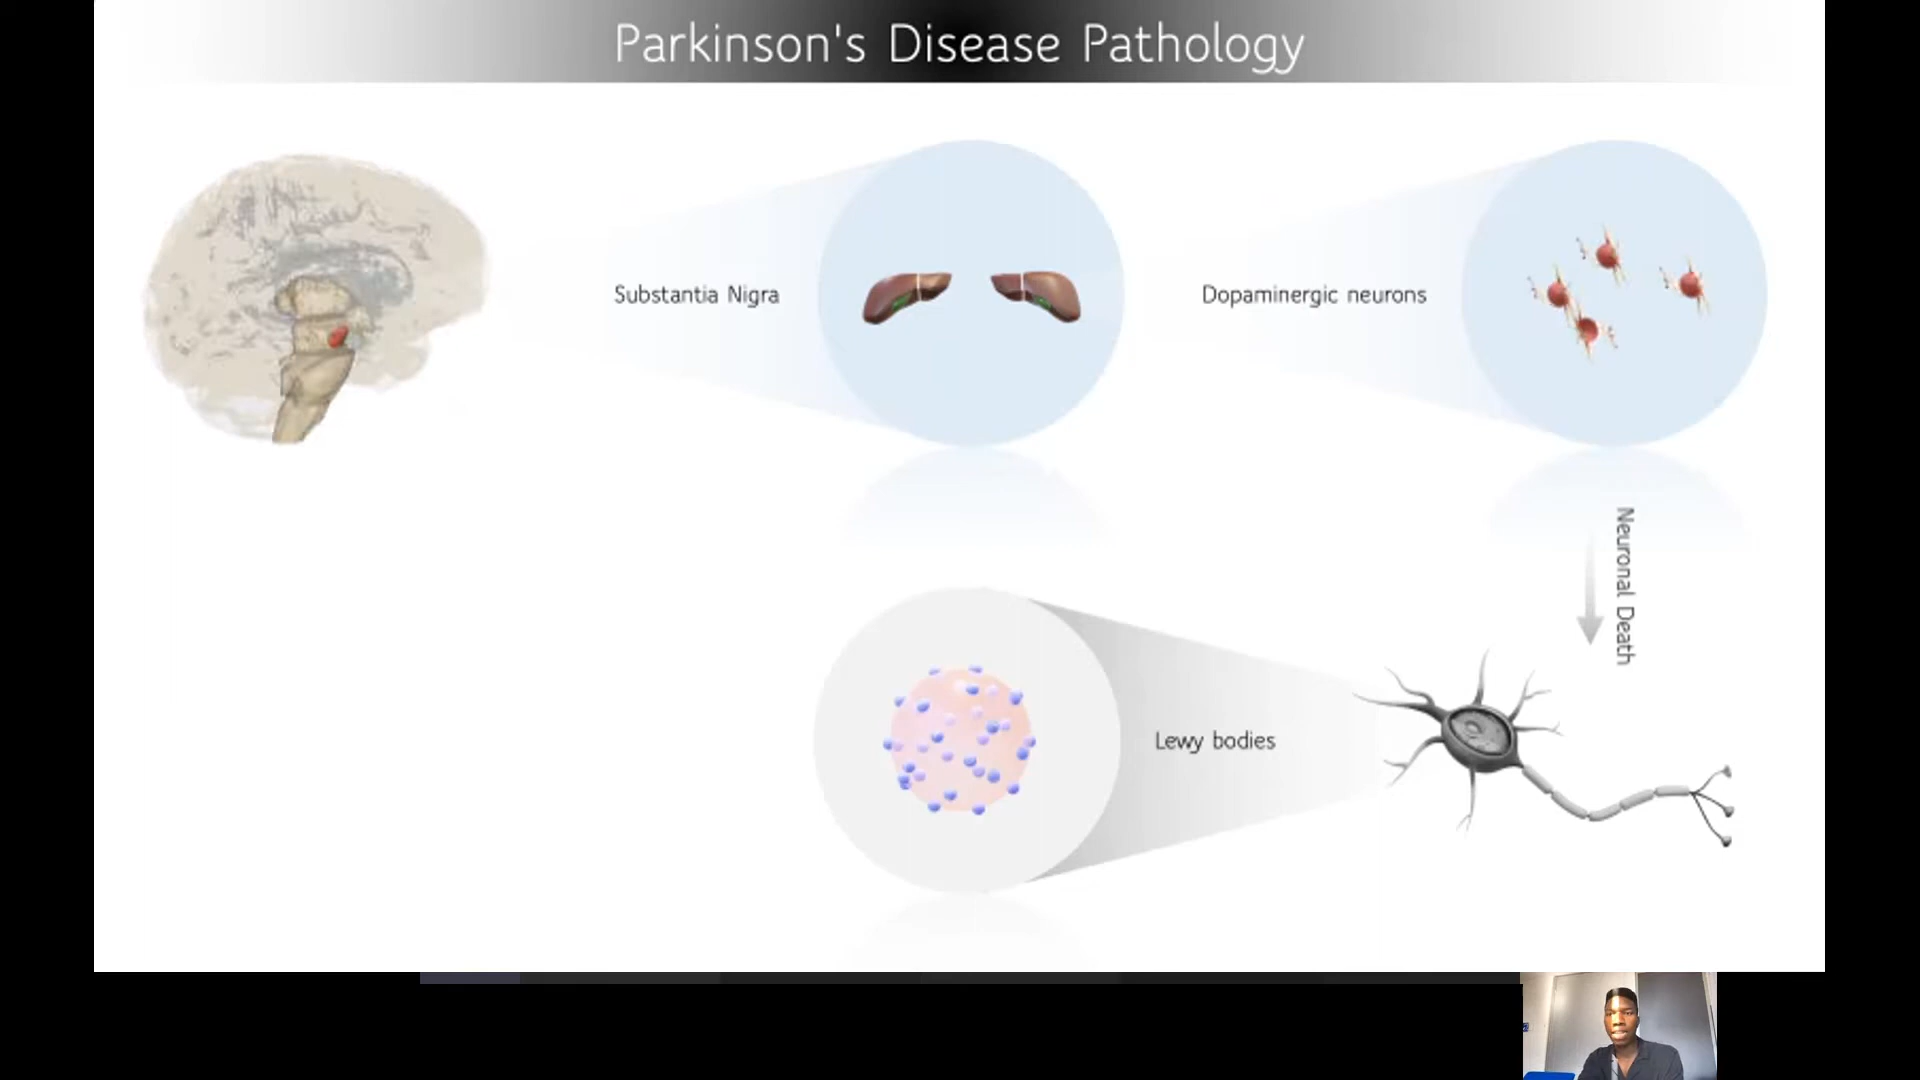 Parkinson's Disease Pathology
Substantia Nigra
Dopaminergic neurons
Neuronal Death
Lewy bodies